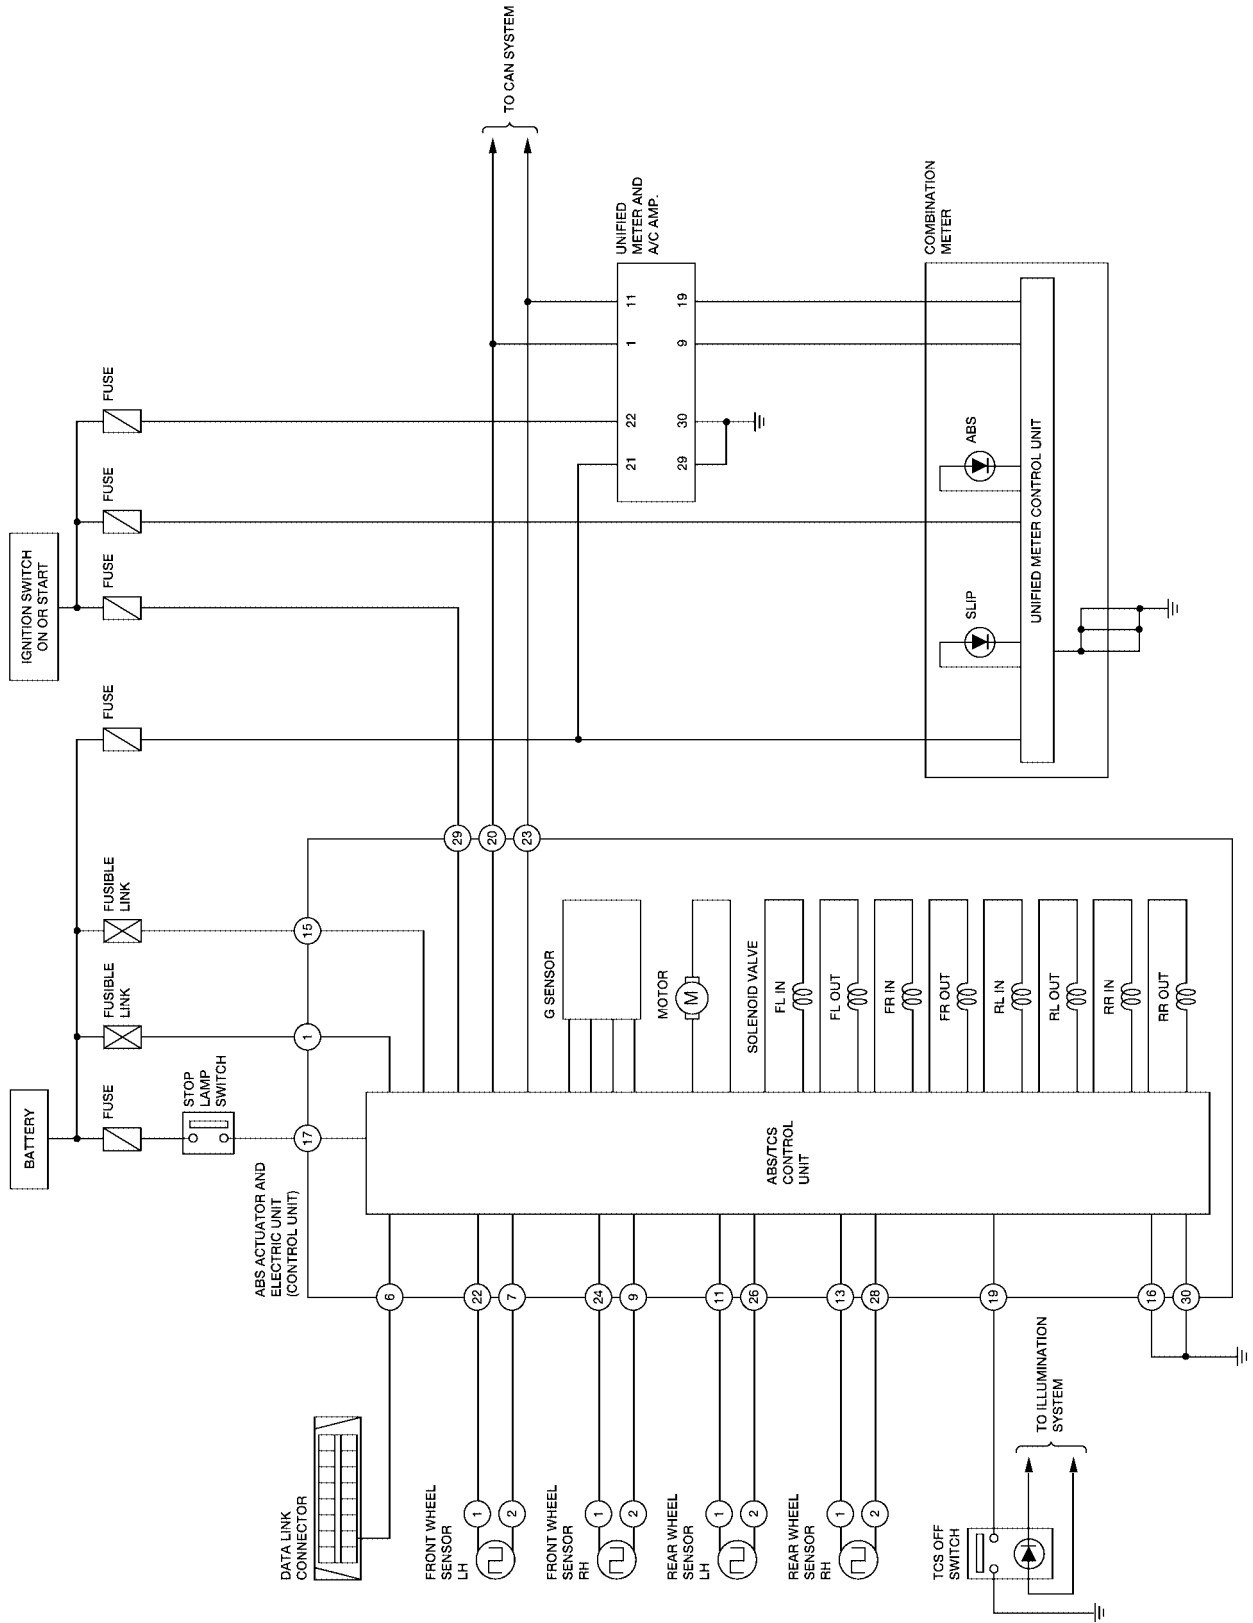 BATTERY
IGNITION SWITCH
ON OR START
FUSE
FUSIBLE
LINK
FUSIBLE
LINK
FUSE
FUSE
FUSE
FUSE
STOP
LAMP
SWITCH
TO CAN SYSTEM
17
1
15
ABS ACTUATOR AND
ELECTRIC UNIT
(CONTROL UNIT)
29
20
23
UNIFIED
METER AND
A/C AMP.
21
22
1
11
29
30
9
19
DATA LINK
CONNECTOR
6
FRONT WHEEL
SENSOR
LH
1
2
22
7
FRONT WHEEL
SENSOR
RH
1
2
24
9
REAR WHEEL
SENSOR
LH
1
2
11
26
REAR WHEEL
SENSOR
RH
1
2
13
28
TCS OFF
SWITCH
19
TO ILLUMINATION
SYSTEM
16
30
ABS/TCS
CONTROL
UNIT
G SENSOR
MOTOR
M
SOLENOID VALVE
FL IN
FL OUT
FR IN
FR OUT
RL IN
RL OUT
RR IN
RR OUT
COMBINATION
METER
SLIP
ABS
UNIFIED METER CONTROL UNIT